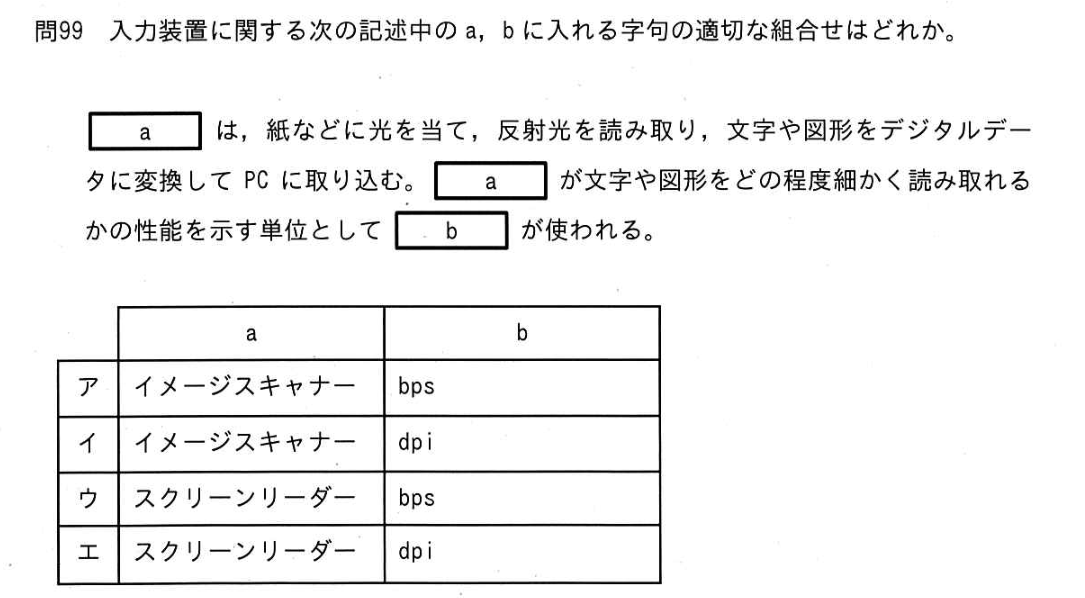 問99 入力装置に関する次の記述中の a，b に入れる字句の適切な組合せはどれか。
a は，紙などに光を当て，反射光を読み取り，文字や図形をデジタルデー
タに変換して PC に取り込む。 a が文字や図形をどの程度細かく読み取れる
かの性能を示す単位として b が使われる。
a b
ア イメージスキャナー bps
イ イメージスキャナー dpi
ウ スクリーンリーダー bps
エ スクリーンリーダー dpi